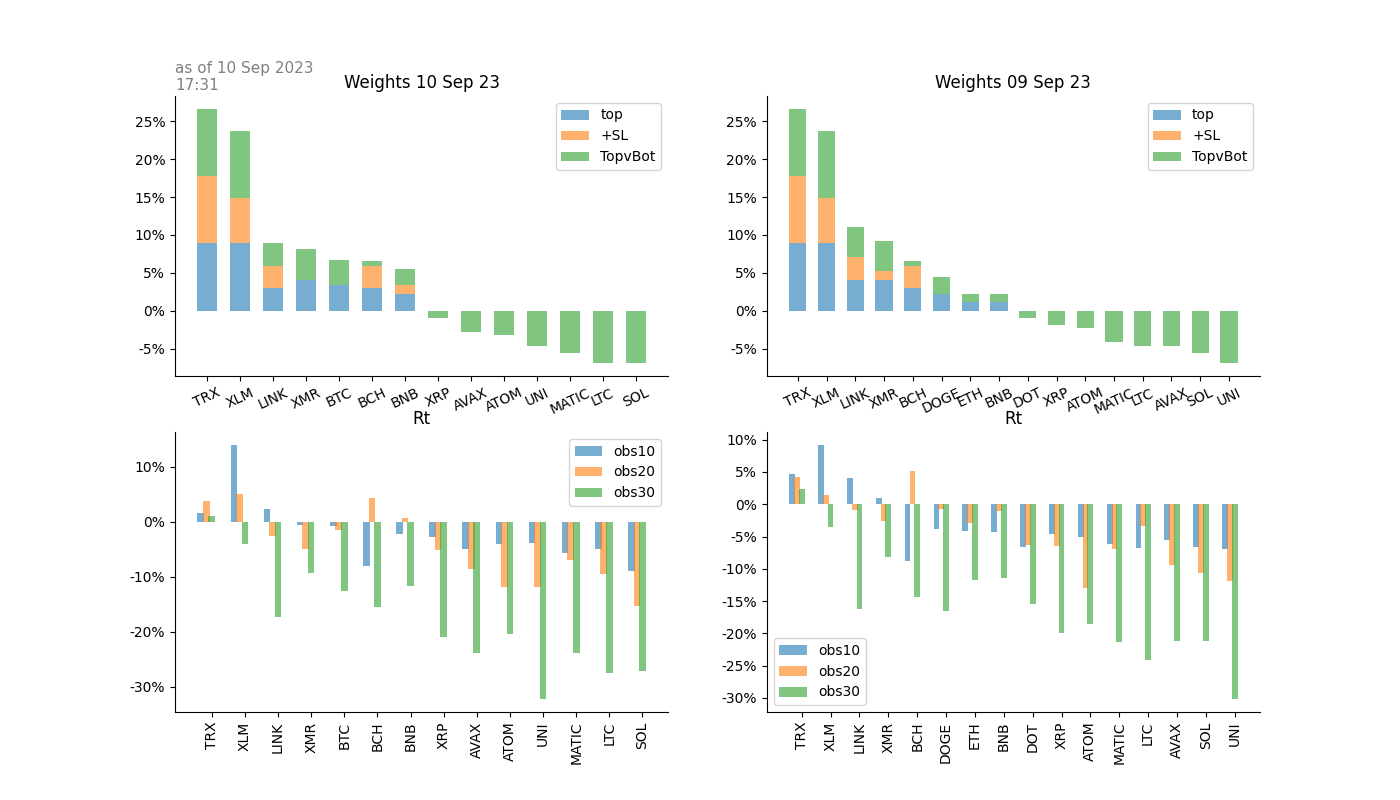 as of 10 Sep 2023
17:31
Weights 10 Sep 23
25%
20%
15%
10%
5%
0%
-5%
top
+SL
TopvBot
TRX XLM LINK XMR BTC BCH BNB XRP AVAX ATOM UNI MATIC LTC SOL
Weights 09 Sep 23
25%
20%
15%
10%
5%
0%
-5%
top
+SL
TopvBot
TRX XLM LINK XMR BCH DOGE ETH BNB DOT XRP ATOM MATIC LTC AVAX SOL UNI
Rt
10%
0%
-10%
-20%
-30%
obs10
obs20
obs30
TRX XLM LINK XMR BTC BCH BNB XRP AVAX ATOM UNI MATIC LTC SOL
Rt
10%
5%
0%
-5%
-10%
-15%
-20%
-25%
-30%
obs10
obs20
obs30
TRX XLM LINK XMR BCH DOGE ETH BNB DOT XRP ATOM MATIC LTC AVAX SOL UNI